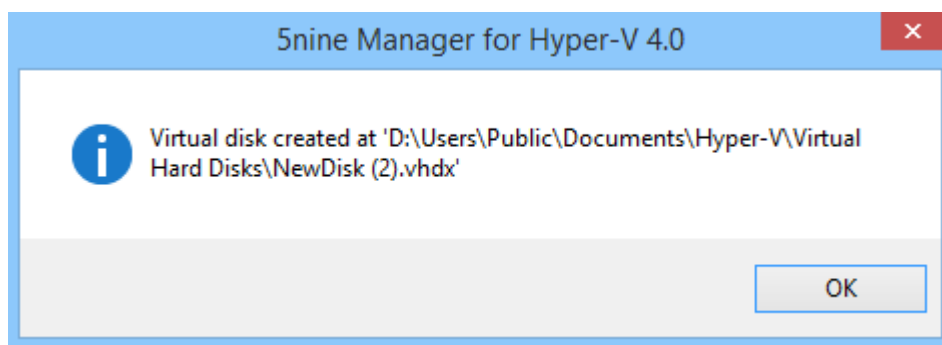 5nine Manager for Hyper-V 4.0
Virtual disk created at 'D:\Users\Public\Documents\Hyper-V\Virtual
Hard Disks\NewDisk (2).vhdx'
OK